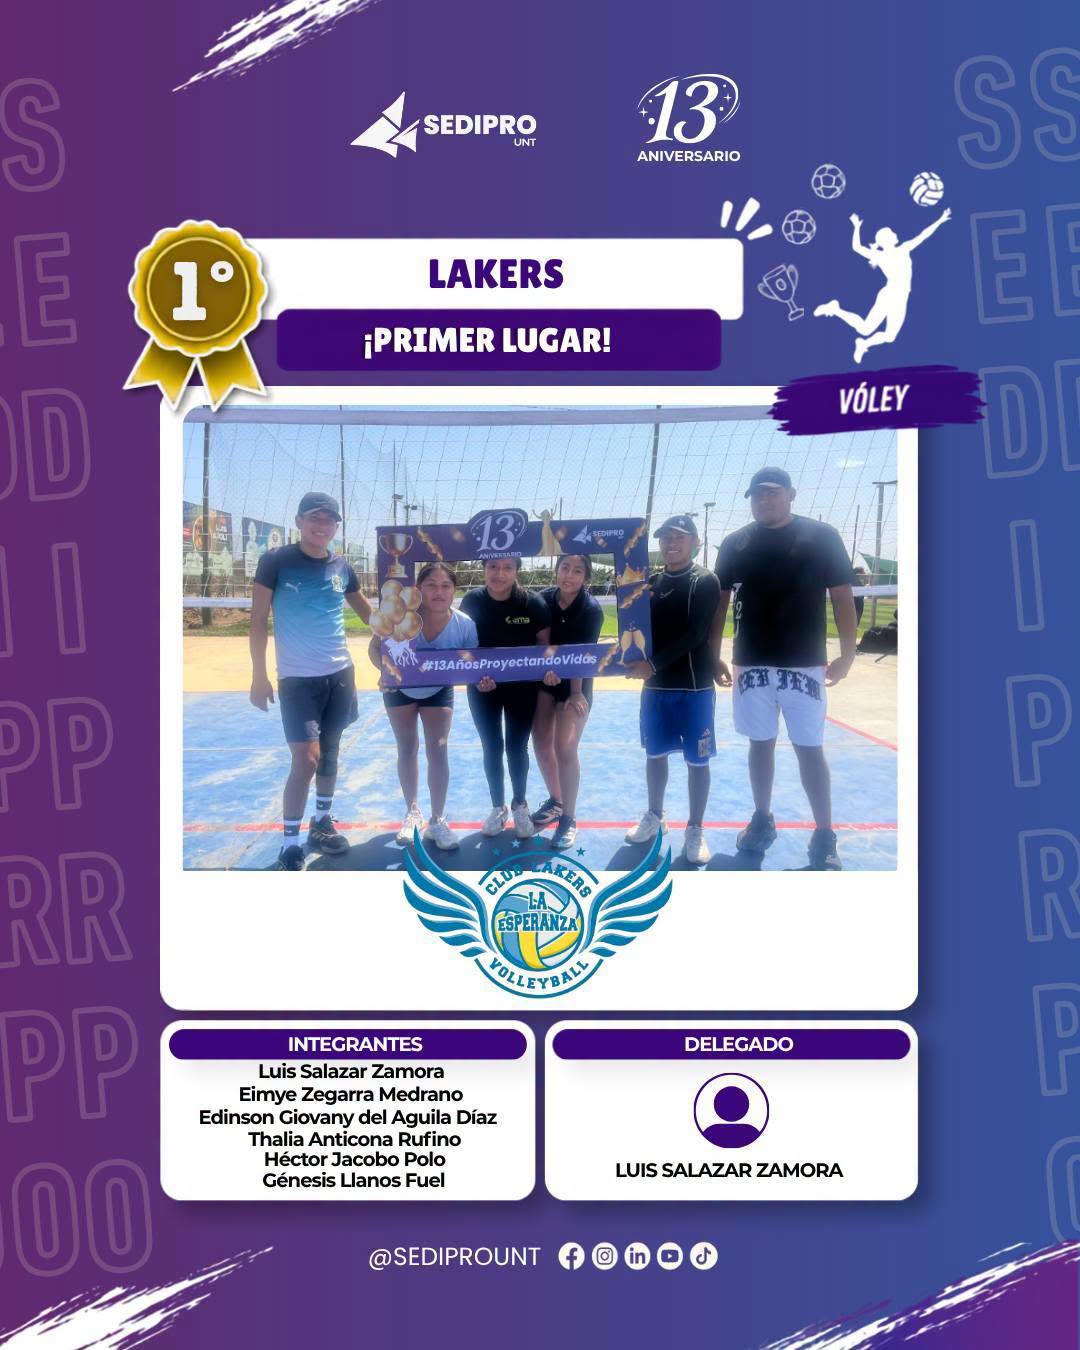 SEDIPRO
UNT
13
ANIVERSARIO
1°
LAKERS
¡PRIMER LUGAR!
VÓLEY
13
ANIVERSARIO
SEDIPRO
#13AñosProyectandoVidas
CLUB LAKERS
LA
ESPERANZA
VOLLEYBALL
INTEGRANTES
Luis Salazar Zamora
Eimye Zegarra Medrano
Edinson Giovany del Aguila Díaz
Thalia Anticona Rufino
Héctor Jacobo Polo
Génesis Llanos Fuel
DELEGADO
LUIS SALAZAR ZAMORA
@SEDIPROUNT